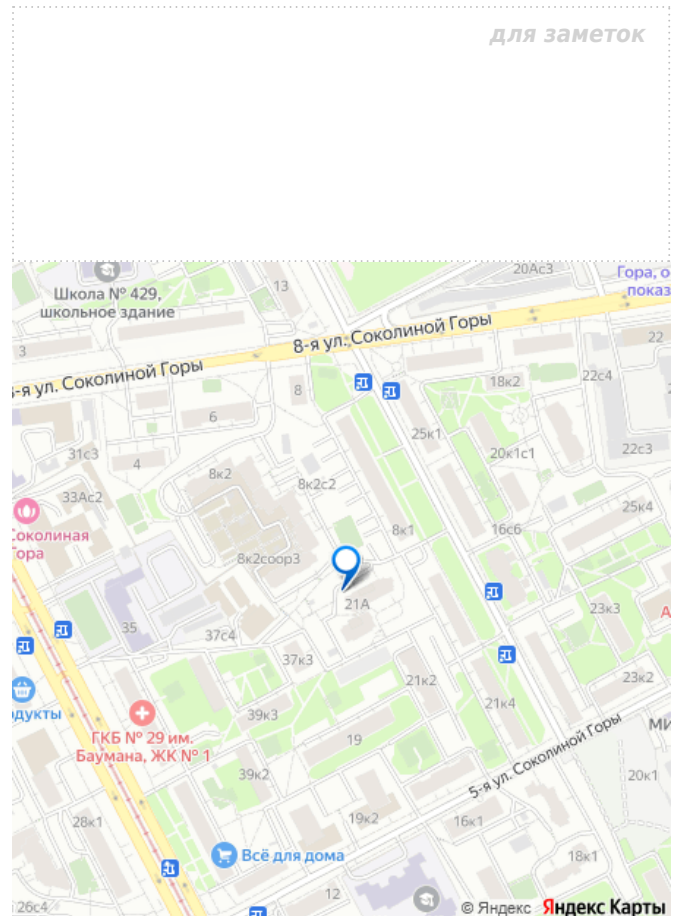 для заметок
20Ас3
Гора, о
показ
Школа № 429,
школьное здание
13
8-я ул. Соколиной Горы
22
3
-я ул. Соколиной Горы
8
18к2
22с4
6
25к1
31с3
4
8к2
8к2с2
20к1с1
22с3
33Ас2
25к4
Соколиная
Гора
8к1
16с6
8к2соор3
21А
23к3
А
35
37с4
37к3
21к2
23к2
одукты
39к3
21к4
5-я ул. Соколиной Горы
МИ
ГКБ № 29 им.
Баумана, ЖК № 1
19
39к2
20к1
28к1
19к2
16к1
Всё для дома
18к1
12
26с4
© Яндекс Яндекс Карты